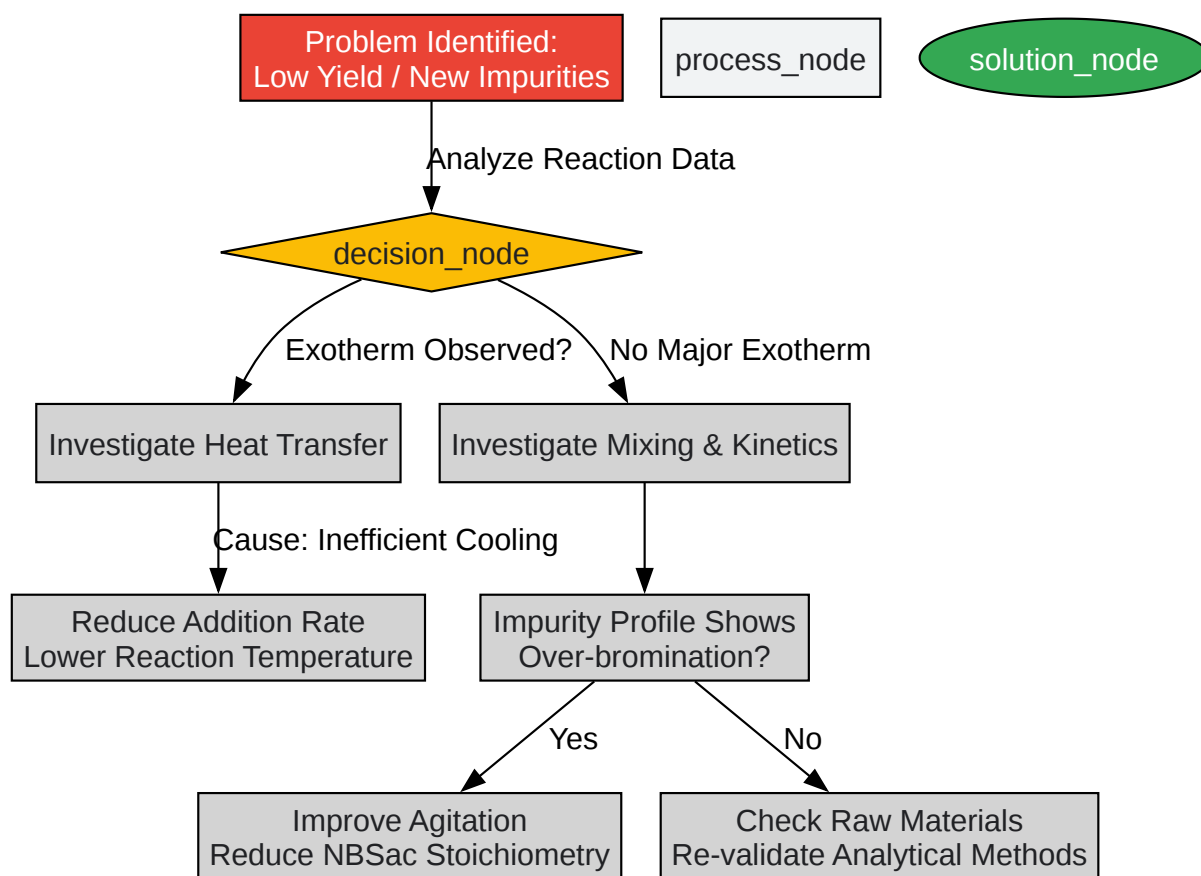 Problem Identified:
Low Yield / New Impurities
process_node
solution_node
Analyze Reaction Data
decision_node
Exotherm Observed?
No Major Exotherm
Investigate Heat Transfer
Investigate Mixing & Kinetics
Cause: Inefficient Cooling
Reduce Addition Rate
Lower Reaction Temperature
Impurity Profile Shows
Over-bromination?
Yes
No
Improve Agitation
Reduce NBSac Stoichiometry
Check Raw Materials
Re-validate Analytical Methods